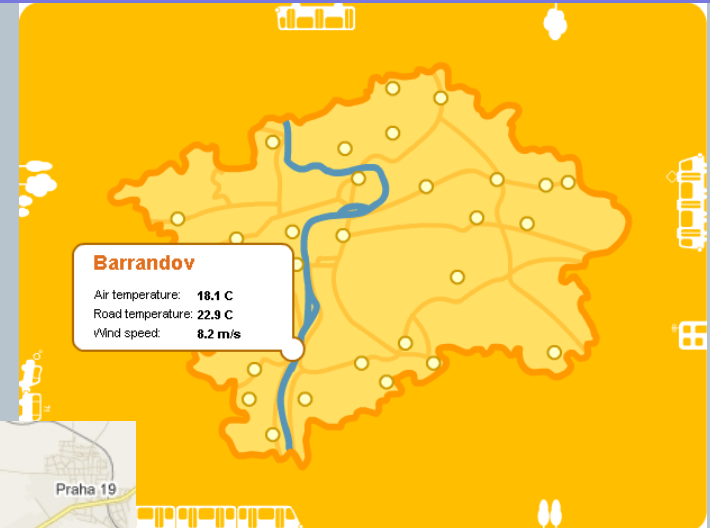 Barrandov
Air temperature: 18.1 C
Road temperature: 22.9 C
Wind speed: 8.2 m/s
Praha 19